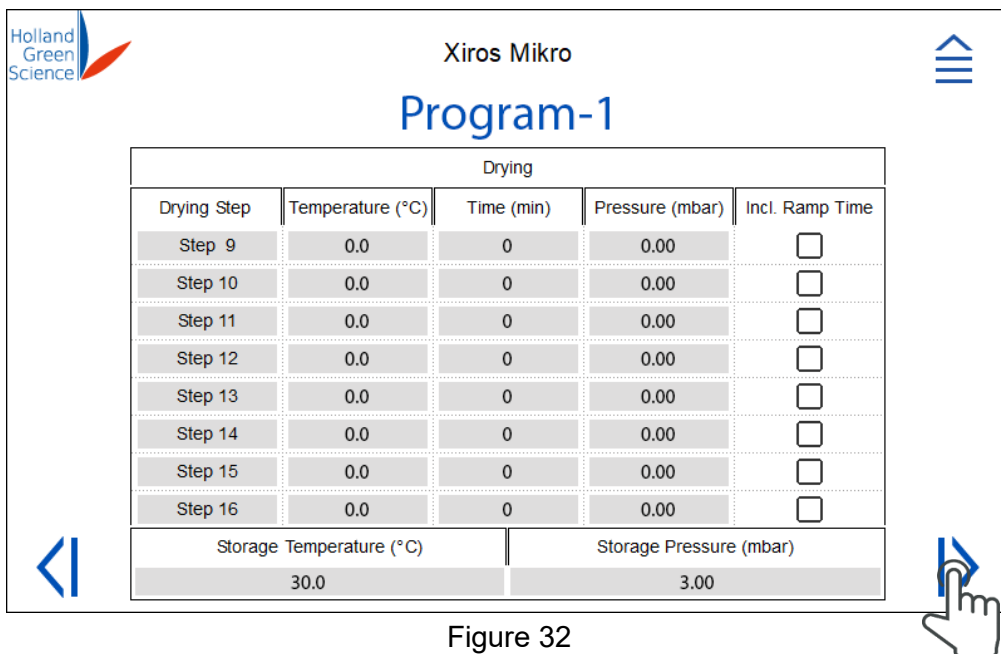 Holland
Green
Science
Xiros Mikro
Program-1
Drying
Drying Step Temperature (°C) Time (min) Pressure (mbar) Incl. Ramp Time
Step 9 0.0 0 0.00
Step 10 0.0 0 0.00
Step 11 0.0 0 0.00
Step 12 0.0 0 0.00
Step 13 0.0 0 0.00
Step 14 0.0 0 0.00
Step 15 0.0 0 0.00
Step 16 0.0 0 0.00
Storage Temperature (°C) Storage Pressure (mbar)
30.0 3.00
Figure 32